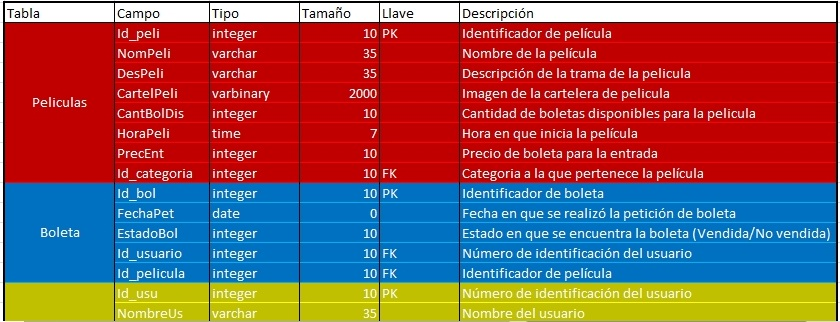 Tabla Campo Tipo Tamaño Llave Descripción
Id_peli integer 10 PK Identificador de película
NomPeli varchar 35 Nombre de la película
DesPeli varchar 35 Descripción de la trama de la pelicula
Peliculas CartelPeli varbinary 2000 Imagen de la cartelera de pelicula
CantBolDis integer 10 Cantidad de boletas disponibles para la pelicula
HoraPeli time 7 Hora en que inicia la película
PrecEnt integer 10 Precio de boleta para la entrada
Id_categoria integer 10 FK Categoria a la que pertenece la película
Id_bol integer 10 PK Identificador de boleta
FechaPet date 0 Fecha en que se realizó la petición de boleta
Boleta EstadoBol integer 10 Estado en que se encuentra la boleta (Vendida/No vendida)
Id_usuario integer 10 FK Número de identificación del usuario
Id_pelicula integer 10 FK Identificador de película
Id_usu integer 10 PK Número de identificación del usuario
NombreUs varchar 35 Nombre del usuario